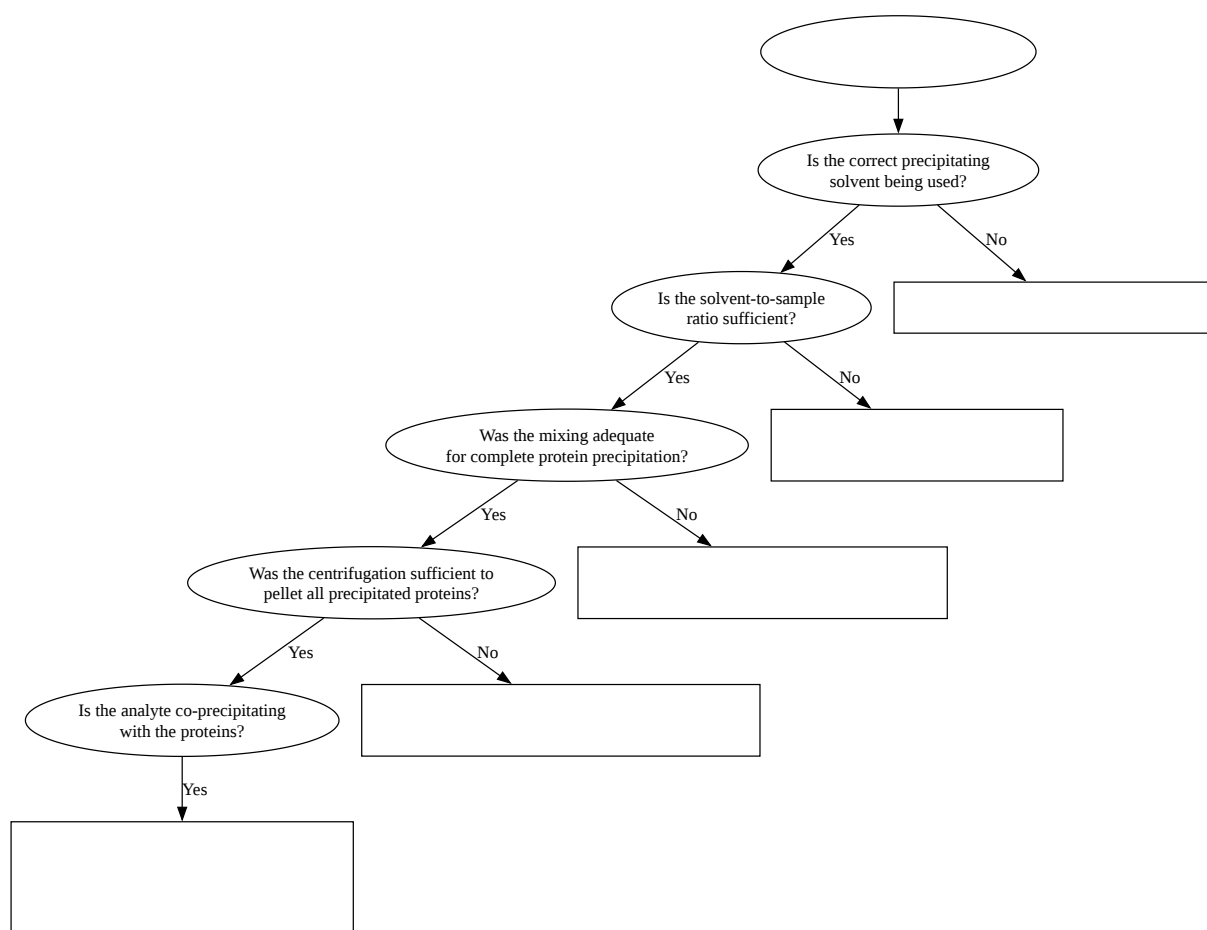 Is the correct precipitating
solvent being used?
Yes
No
Is the solvent-to-sample
ratio sufficient?
Yes
No
Was the mixing adequate
for complete protein precipitation?
Yes
No
Was the centrifugation sufficient to
pellet all precipitated proteins?
Yes
No
Is the analyte co-precipitating
with the proteins?
Yes